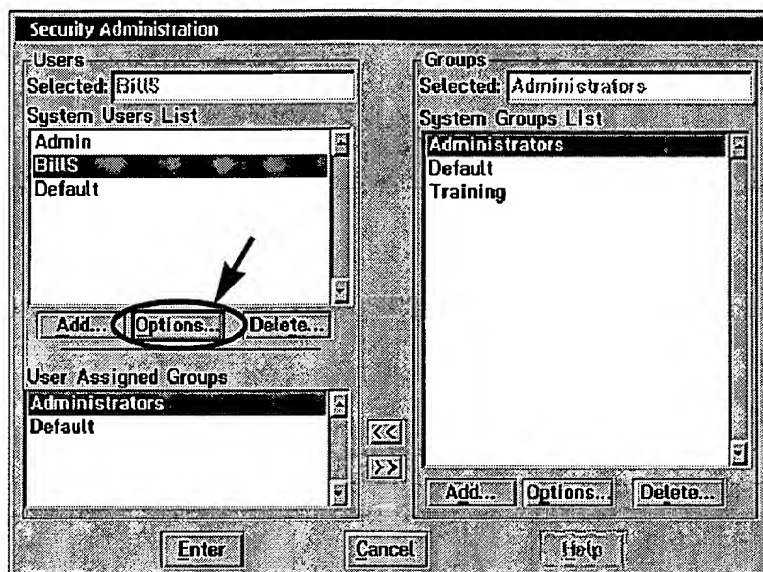 Security Administration
Users
Selected: BillS
System Users List
Admin
BillS
Default
Add... Options... Delete...
User Assigned Groups
Administrators
Default
<<
>>
Groups
Selected: Administrators
System Groups List
Administrators
Default
Training
Add... Options... Delete...
Enter Cancel Help